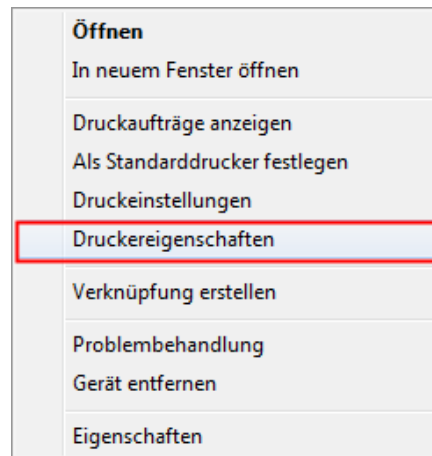 Öffnen
In neuem Fenster öffnen
Druckaufträge anzeigen
Als Standarddrucker festlegen
Druckeinstellungen
Druckereigenschaften
Verknüpfung erstellen
Problembehandlung
Gerät entfernen
Eigenschaften